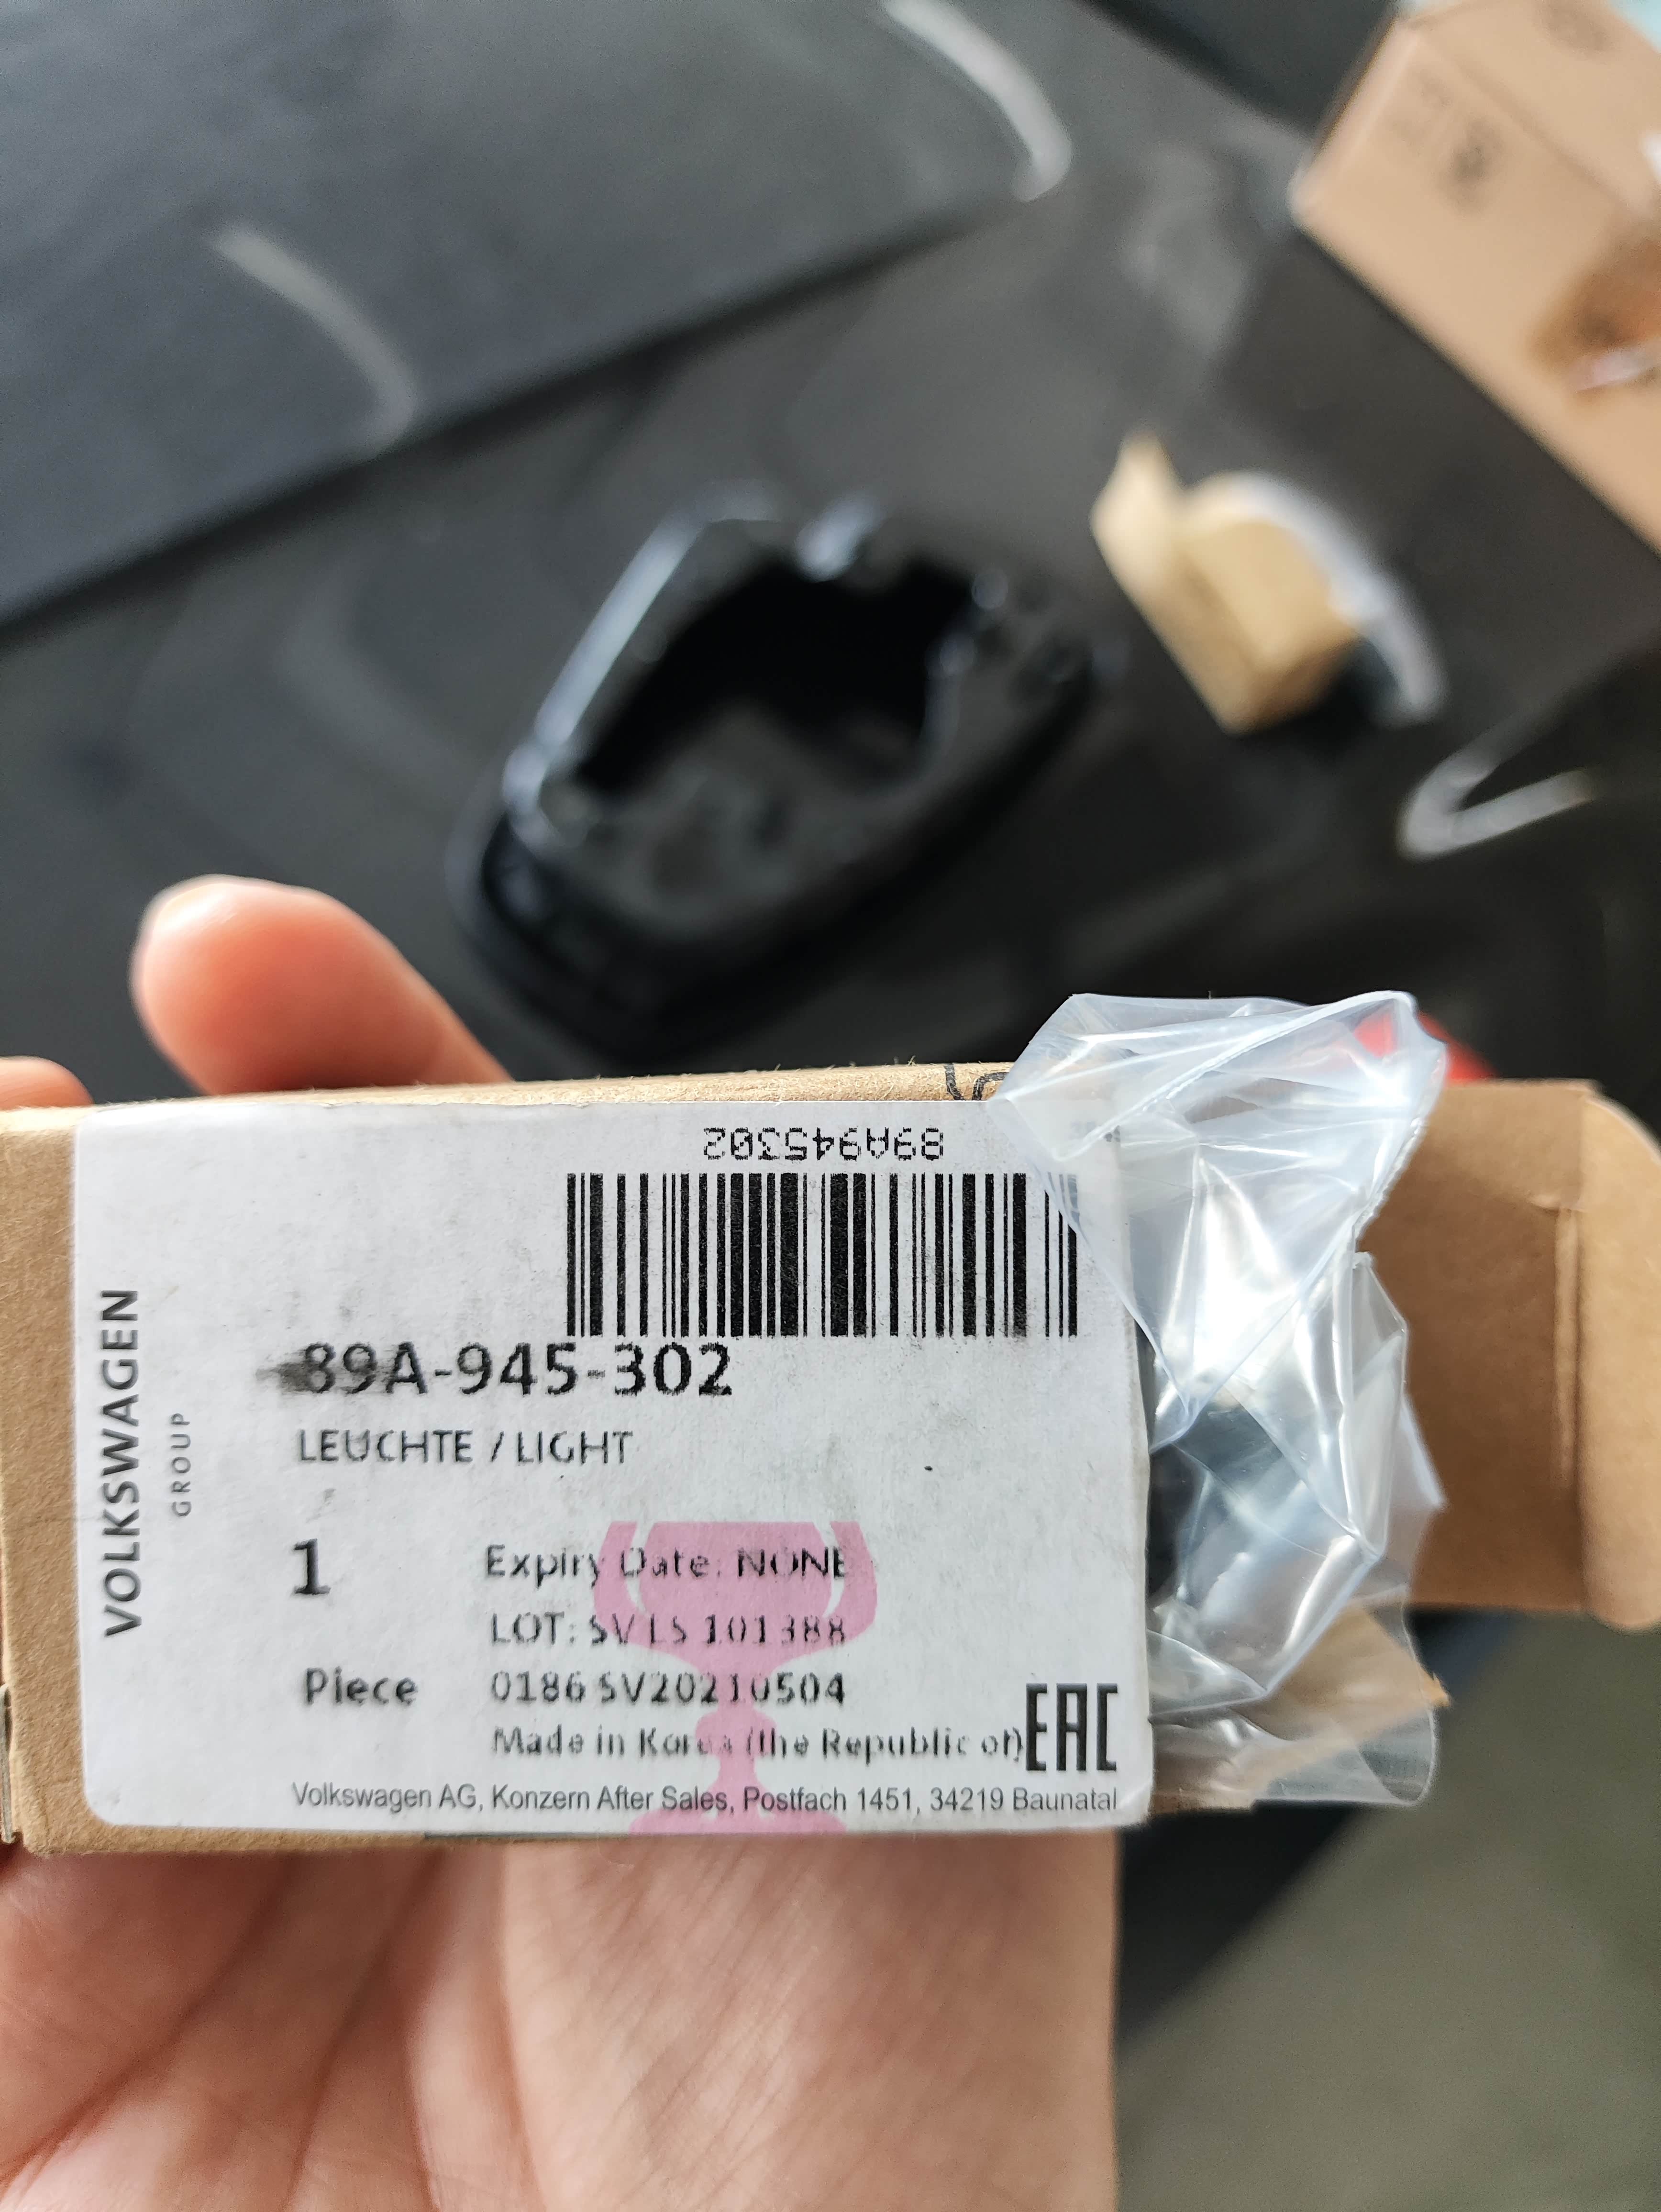 89A945302
89A-945-302
LEUCHTE / LIGHT
VOLKSWAGEN
GROUP
1
Expiry Date: NONE
LOT: SV LS 101388
Piece
0186 SV20210504
Made in Korea (the Republic of)
EAC
Volkswagen AG, Konzern After Sales, Postfach 1451, 34219 Baunatal